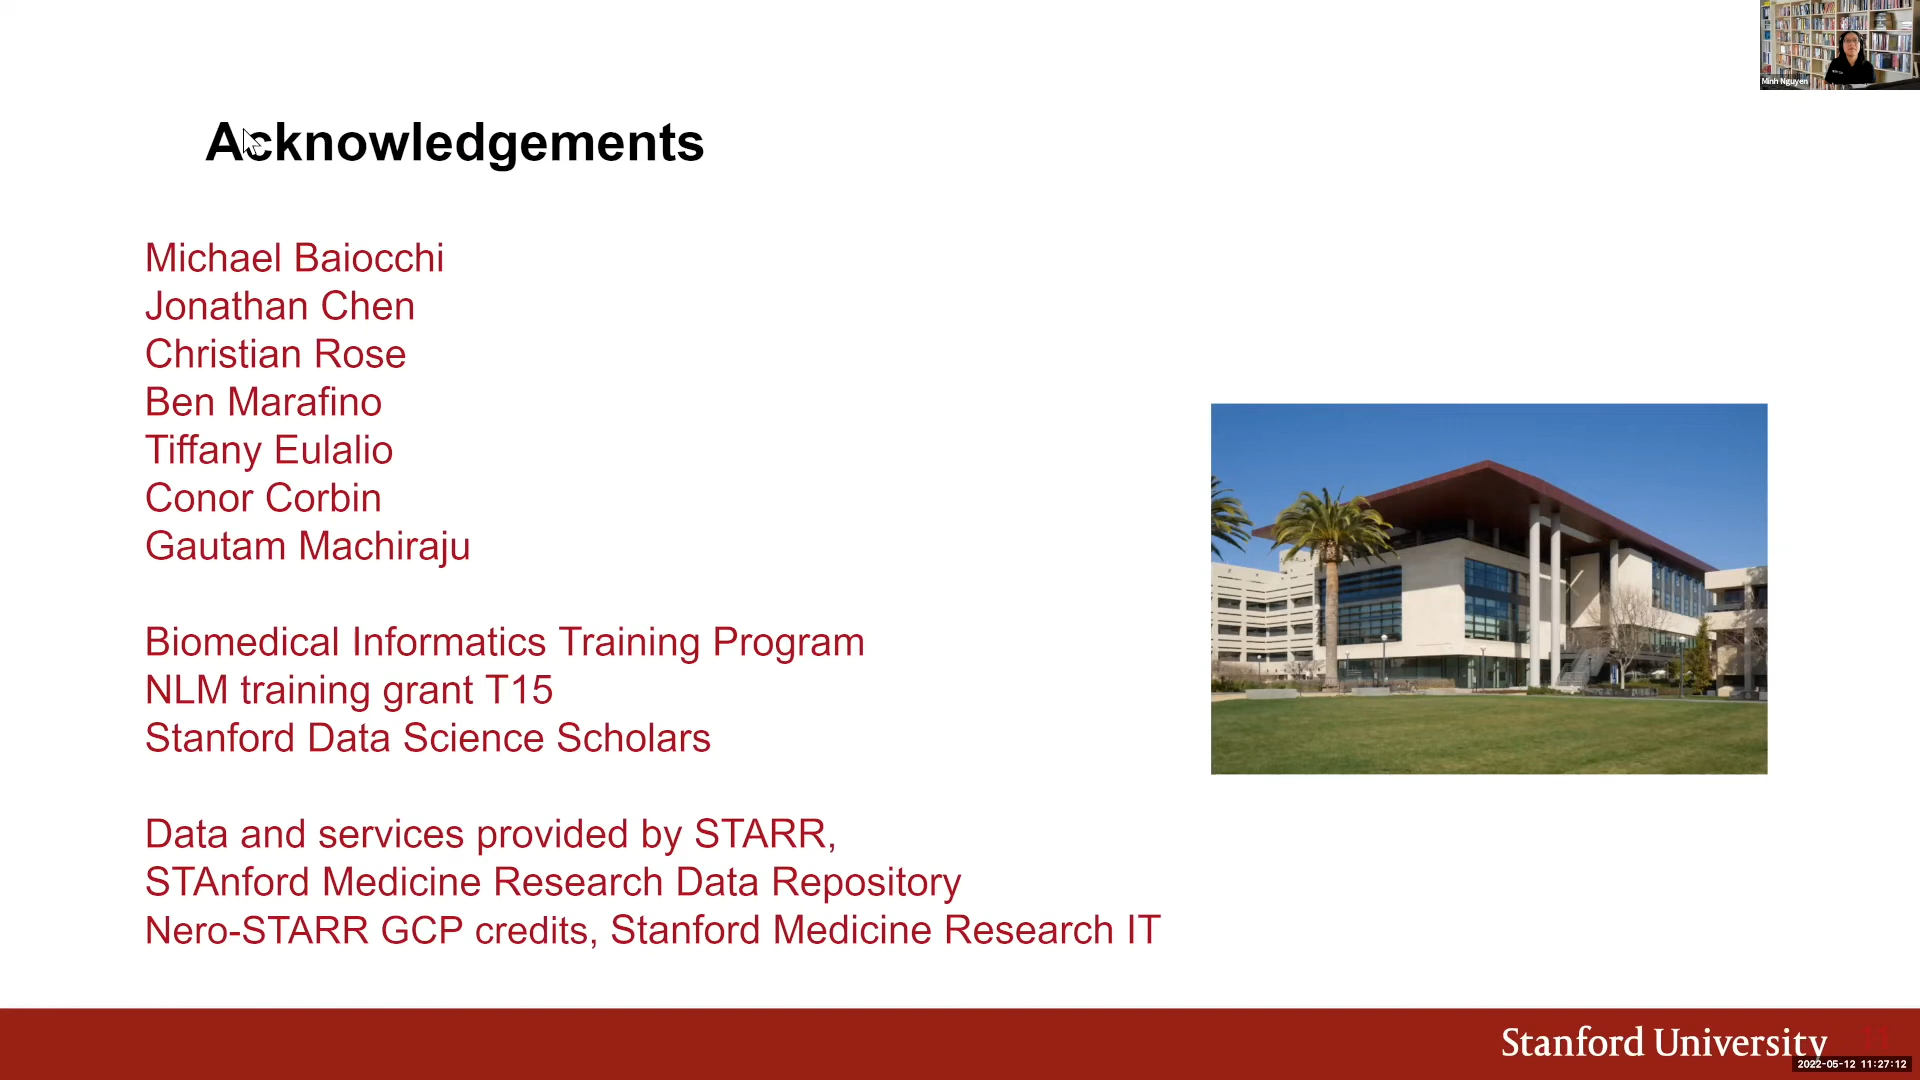 Minh Nguyen
Acknowledgements
Michael Baiocchi
Jonathan Chen
Christian Rose
Ben Marafino
Tiffany Eulalio
Conor Corbin
Gautam Machiraju
Biomedical Informatics Training Program
NLM training grant T15
Stanford Data Science Scholars
Data and services provided by STARR,
STAnford Medicine Research Data Repository
Nero-STARR GCP credits, Stanford Medicine Research IT
Stanford University
2022-05-12 11:27:12